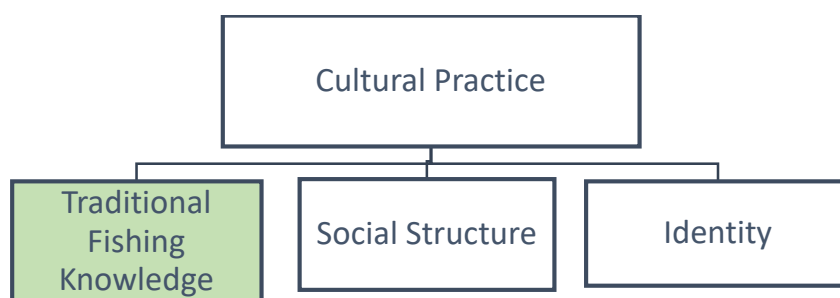 Cultural Practice
Traditional
Fishing
Knowledge
Social Structure
Identity